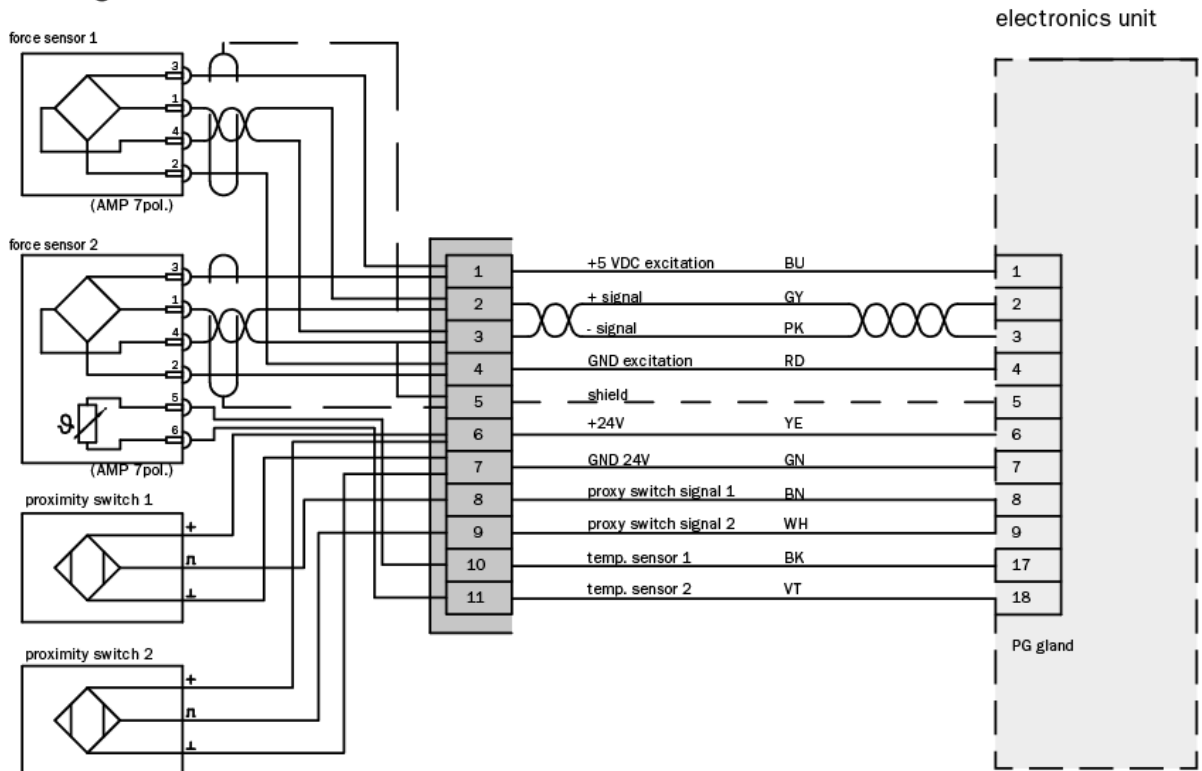 electronics unit
force sensor 1
3
1
4
2
(AMP 7pol.)
force sensor 2
3
1
4
2
5
ϑ
6
(AMP 7pol.)
proximity switch 1
+
⊥
proximity switch 2
+
⊥
1 +5 VDC excitation BU 1
2 + signal GY 2
3 - signal PK 3
4 GND excitation RD 4
5 shield 5
6 +24V YE 6
7 GND 24V GN 7
8 proxy switch signal 1 BN 8
9 proxy switch signal 2 WH 9
10 temp. sensor 1 BK 17
11 temp. sensor 2 VT 18
PG gland